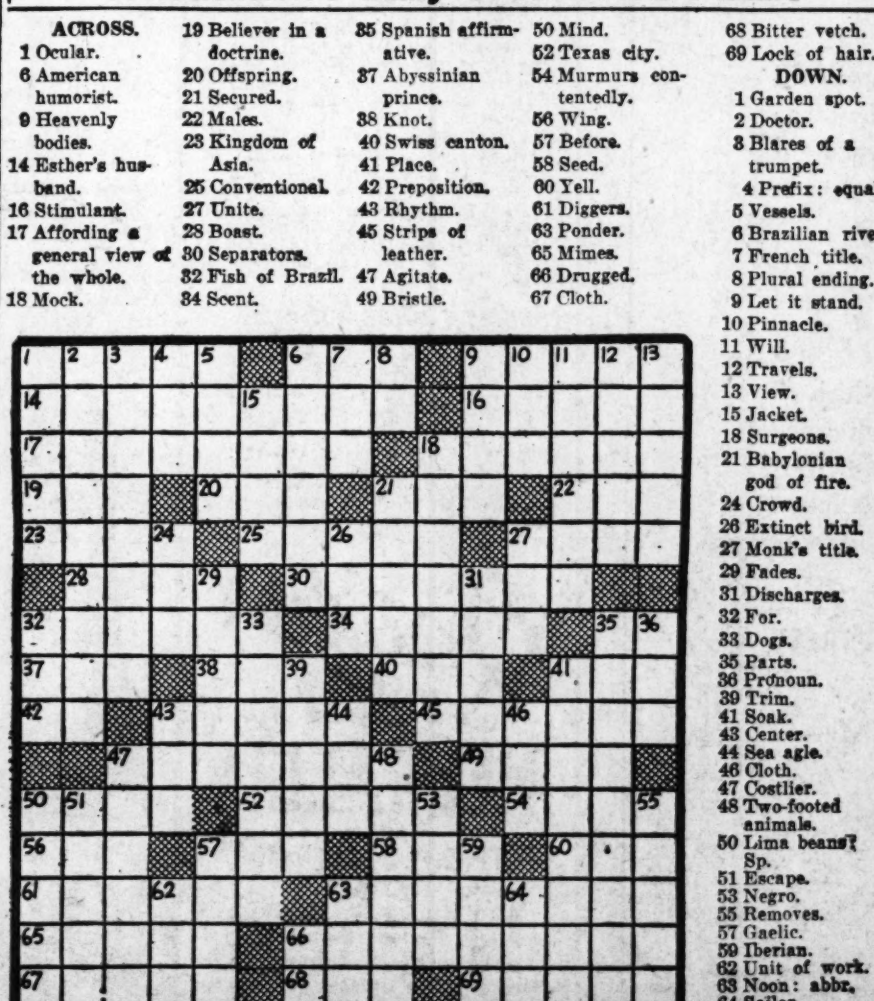 ACROSS.
1 Ocular.
6 American
humorist.
9 Heavenly
bodies.
14 Esther's hus-
band.
16 Stimulant.
17 Affording a
general view of
the whole.
18 Mock.
19 Believer in a
doctrine.
20 Offspring.
21 Secured.
22 Males.
23 Kingdom of
Asia.
25 Conventional.
27 Unite.
28 Boast.
30 Separators.
32 Fish of Brazil.
34 Scent.
35 Spanish affirm-
ative.
37 Abyssinian
prince.
38 Knot.
40 Swiss canton.
41 Place.
42 Preposition.
43 Rhythm.
45 Strips of
leather.
47 Agitate.
49 Bristle.
50 Mind.
52 Texas city.
54 Murmurs con-
tentedly.
56 Wing.
57 Before.
58 Seed.
60 Yell.
61 Diggers.
63 Ponder.
65 Mimes.
66 Drugged.
67 Cloth.
68 Bitter vetch.
69 Lock of hair.
DOWN.
1 Garden spot.
2 Doctor.
3 Blares of a
trumpet.
4 Prefix: equa
5 Vessels.
6 Brazilian rive
7 French title.
8 Plural ending.
9 Let it stand.
10 Pinnacle.
11 Will.
12 Travels.
13 View.
15 Jacket.
18 Surgeons.
21 Babylonian
god of fire.
24 Crowd.
26 Extinct bird.
27 Monk's title.
29 Fades.
31 Discharges.
32 For.
33 Dogs.
35 Parts.
36 Pronoun.
39 Trim.
41 Soak.
43 Center.
44 Sea agle.
46 Cloth.
47 Costlier.
48 Two-footed
animals.
50 Lima beans?
Sp.
51 Escape.
53 Negro.
55 Removes.
57 Gaelic.
59 Iberian.
62 Unit of work.
63 Noon: abbr.
1 2 3 4 5 6 7 8 9 10 11 12 13
14 15 16
17 18
19 20 21 22
23 24 25 26 27
28 29 30 31
32 33 34 35 36
37 38 39 40 41
42 43 44 45 46
47 48 49
50 51 52 53 54 55
56 57 58 59 60
61 62 63 64
65 66
67 68 69